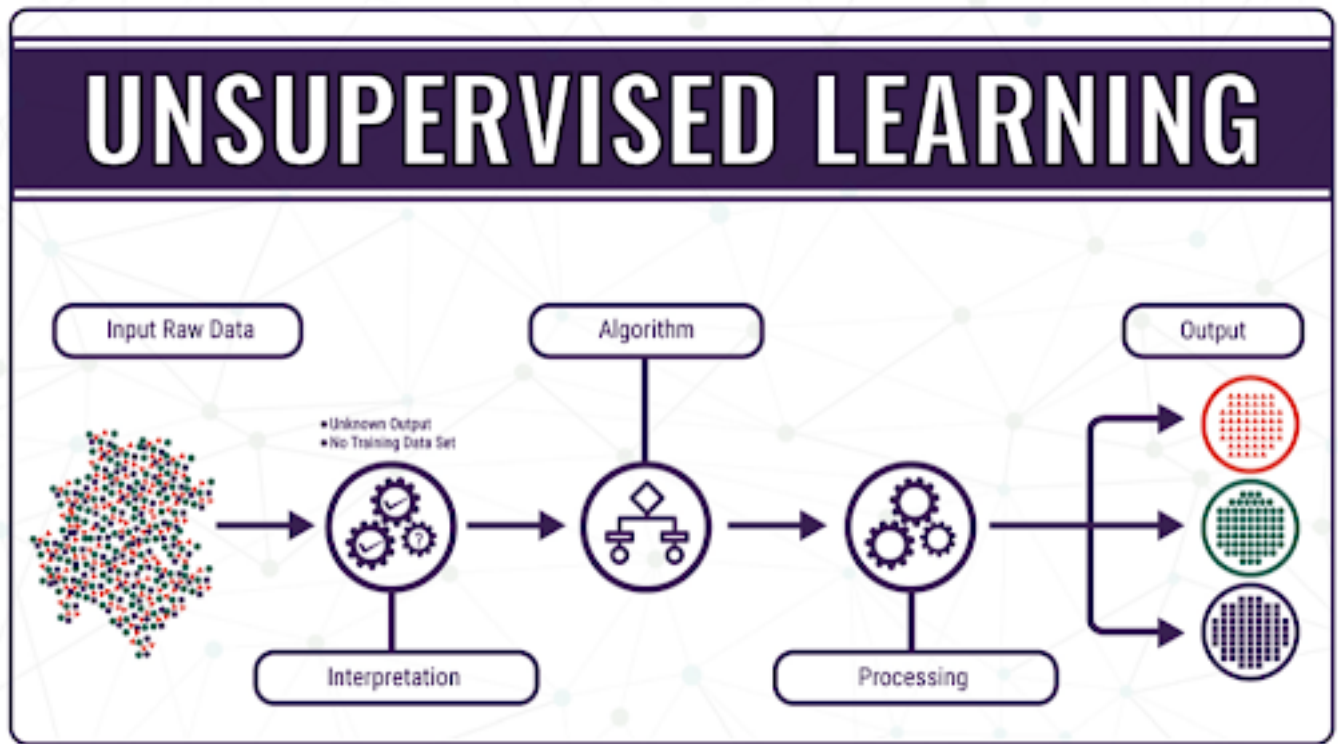 UNSUPERVISED LEARNING
Input Raw Data
Algorithm
Output
• Unknown Output
• No Training Data Set
?
Interpretation
Processing